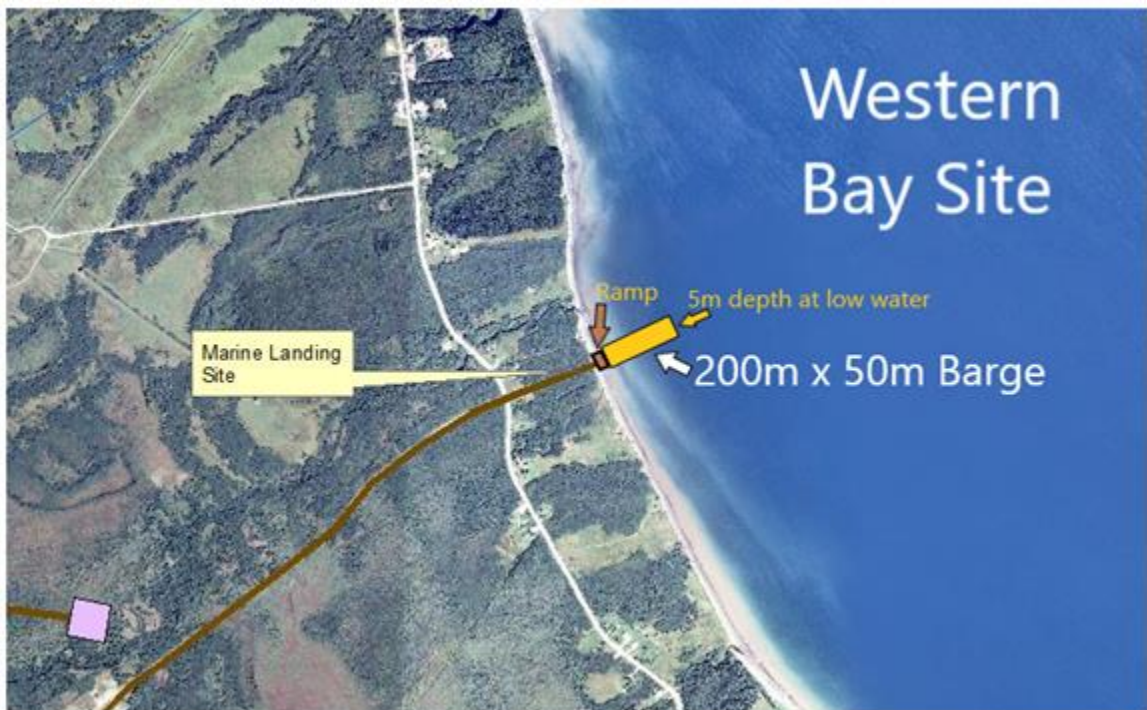 Western
Bay Site
Ramp
5m depth at low water
Marine Landing
Site
200m x 50m Barge